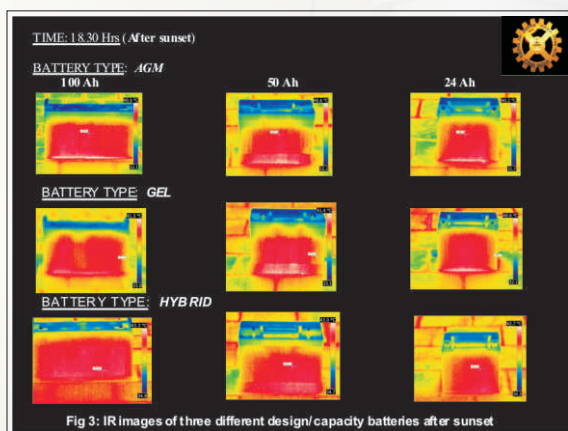 TIME: 18.30 Hrs (After sunset)
BATTERY TYPE: AGM
100 Ah 50 Ah 24 Ah
BATTERY TYPE: GEL
BATTERY TYPE: HYBRID
Fig 3: IR images of three different design/capacity batteries after sunset